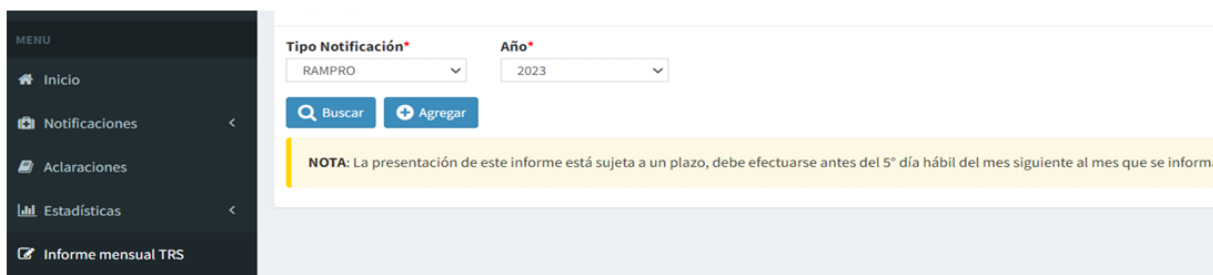 MENU
Inicio
Notificaciones
Aclaraciones
Estadísticas
Informe mensual TRS
Tipo Notificación* Año*
RAMPRO 2023
Buscar Agregar
NOTA: La presentación de este informe está sujeta a un plazo, debe efectuarse antes del 5° día hábil del mes siguiente al mes que se inform